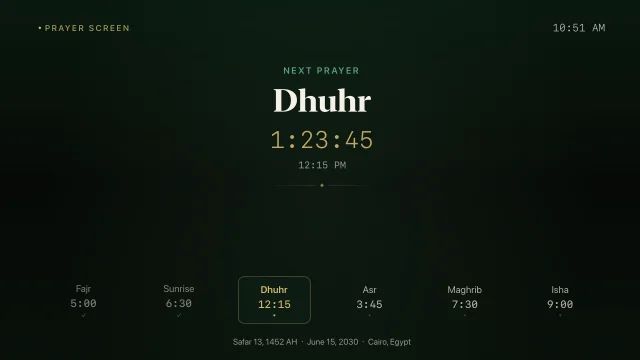 • PRAYER SCREEN
10:51 AM
NEXT PRAYER
Dhuhr
1:23:45
12:15 PM
Fajr
5:00
✓
Sunrise
6:30
✓
Dhuhr
12:15
Asr
3:45
Maghrib
7:30
Isha
9:00
Safar 13, 1452 AH · June 15, 2030 · Cairo, Egypt